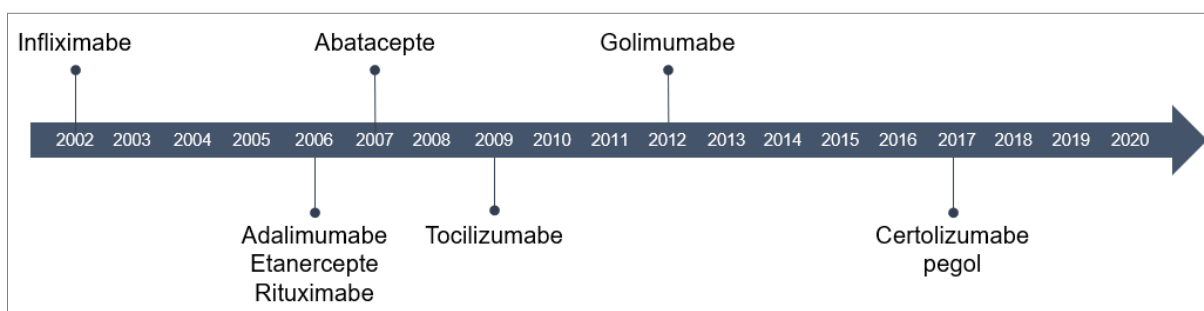 Infliximabe
Abatacepte
Golimumabe
2002 2003 2004 2005 2006 2007 2008 2009 2010 2011 2012 2013 2014 2015 2016 2017 2018 2019 2020
Adalimumabe
Etanercepte
Rituximabe
Tocilizumabe
Certolizumabe
pegol